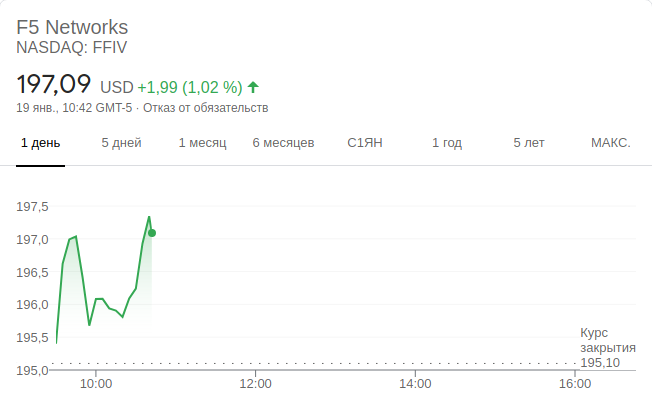 F5 Networks
NASDAQ: FFIV
197,09 USD +1,99 (1,02 %)
19 янв., 10:42 GMT-5 · Отказ от обязательств
1 день 5 дней 1 месяц 6 месяцев С1ЯН 1 год 5 лет МАКС.
197,5
197,0
196,5
196,0
195,5
195,0
Курс
закрытия
195,10
10:00 12:00 14:00 16:00